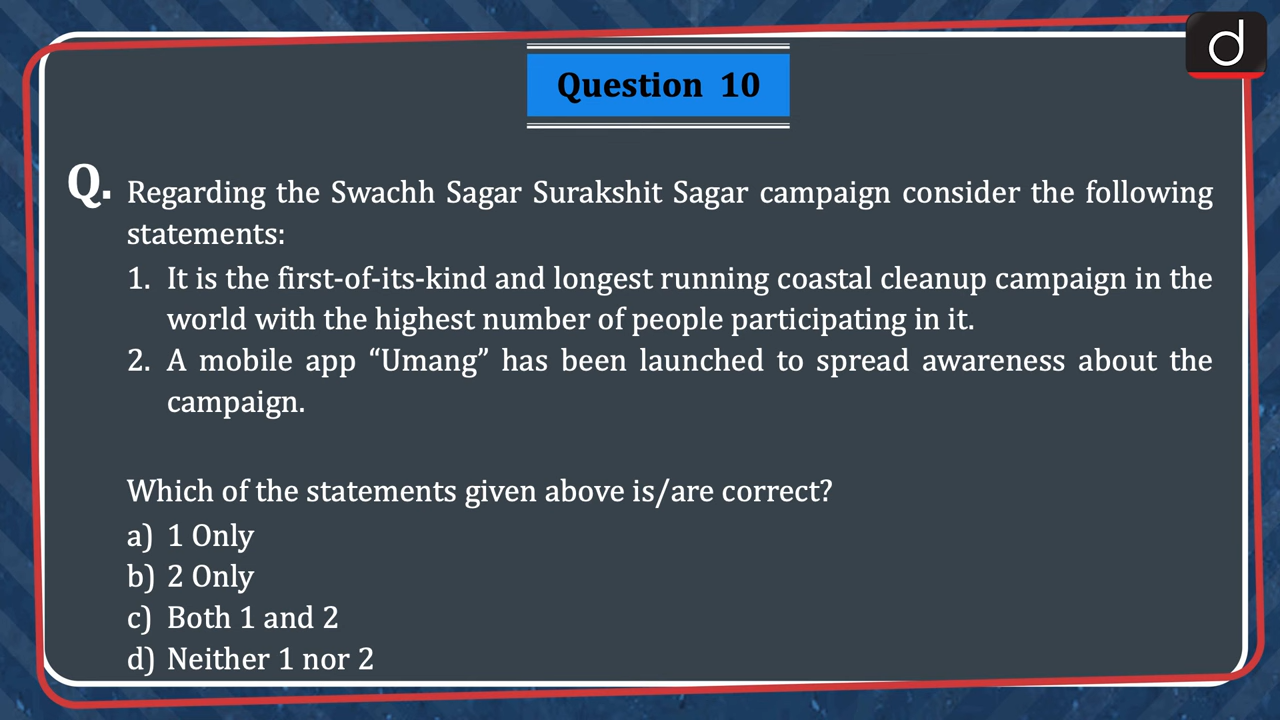 d
Question 10
Q. Regarding the Swachh Sagar Surakshit Sagar campaign consider the following
statements:
1. It is the first-of-its-kind and longest running coastal cleanup campaign in the
world with the highest number of people participating in it.
2. A mobile app “Umang” has been launched to spread awareness about the
campaign.
Which of the statements given above is/are correct?
a) 1 Only
b) 2 Only
c) Both 1 and 2
d) Neither 1 nor 2